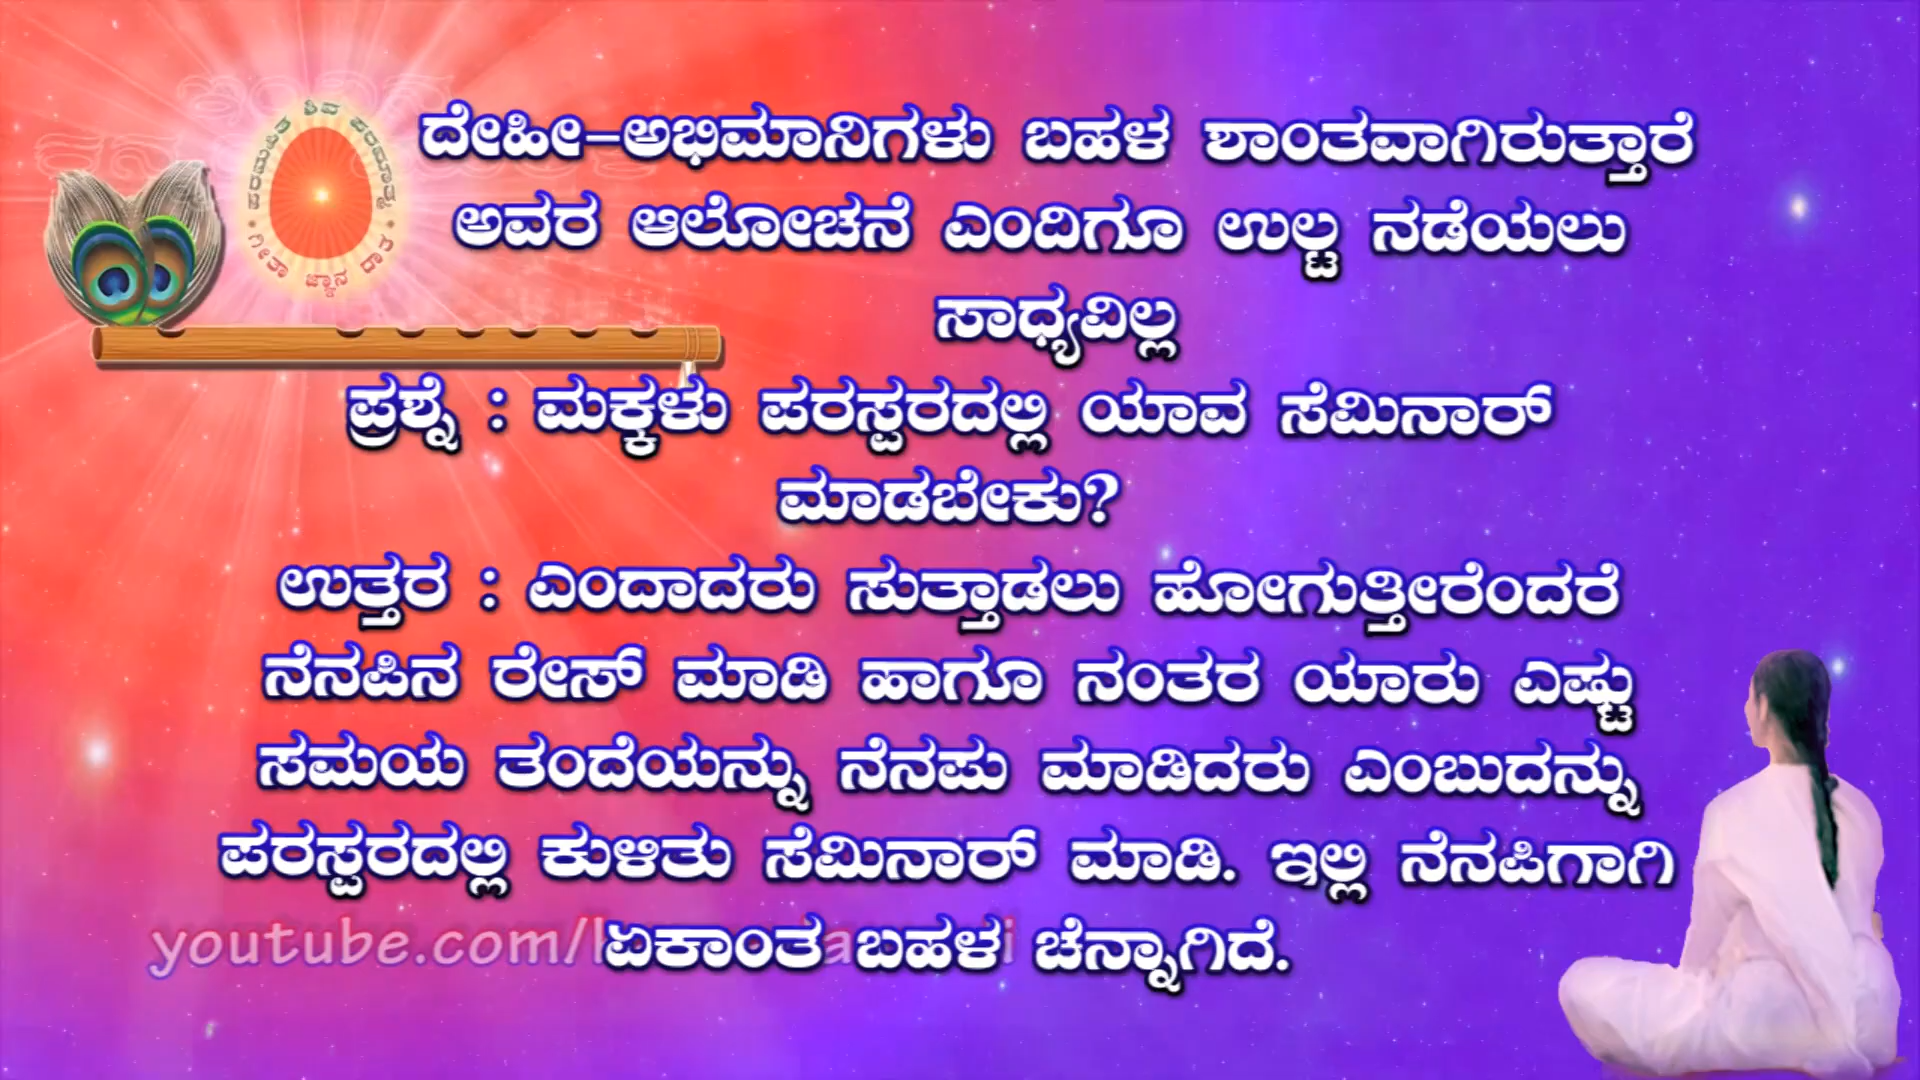 ಪರಮಪಿತ ಶಿವ ಪರಮಾತ್ಮ
ಗೀತಾ ಜ್ಞಾನ ದಾತ
ದೇಹೀ-ಅಭಿಮಾನಿಗಳು ಬಹಳ ಶಾಂತವಾಗಿರುತ್ತಾರೆ
ಅವರ ಆಲೋಚನೆ ಎಂದಿಗೂ ಉಲ್ಟ ನಡೆಯಲು
ಸಾಧ್ಯವಿಲ್ಲ
ಪ್ರಶ್ನೆ : ಮಕ್ಕಳು ಪರಸ್ಪರದಲ್ಲಿ ಯಾವ ಸೆಮಿನಾರ್
ಮಾಡಬೇಕು?
ಉತ್ತರ : ಎಂದಾದರು ಸುತ್ತಾಡಲು ಹೋಗುತ್ತೀರೆಂದರೆ
ನೆನಪಿನ ರೇಸ್ ಮಾಡಿ ಹಾಗೂ ನಂತರ ಯಾರು ಎಷ್ಟು
ಸಮಯ ತಂದೆಯನ್ನು ನೆನಪು ಮಾಡಿದರು ಎಂಬುದನ್ನು
ಪರಸ್ಪರದಲ್ಲಿ ಕುಳಿತು ಸೆಮಿನಾರ್ ಮಾಡಿ. ಇಲ್ಲಿ ನೆನಪಿಗಾಗಿ
ಏಕಾಂತ ಬಹಳ ಚೆನ್ನಾಗಿದೆ.
youtube.com/